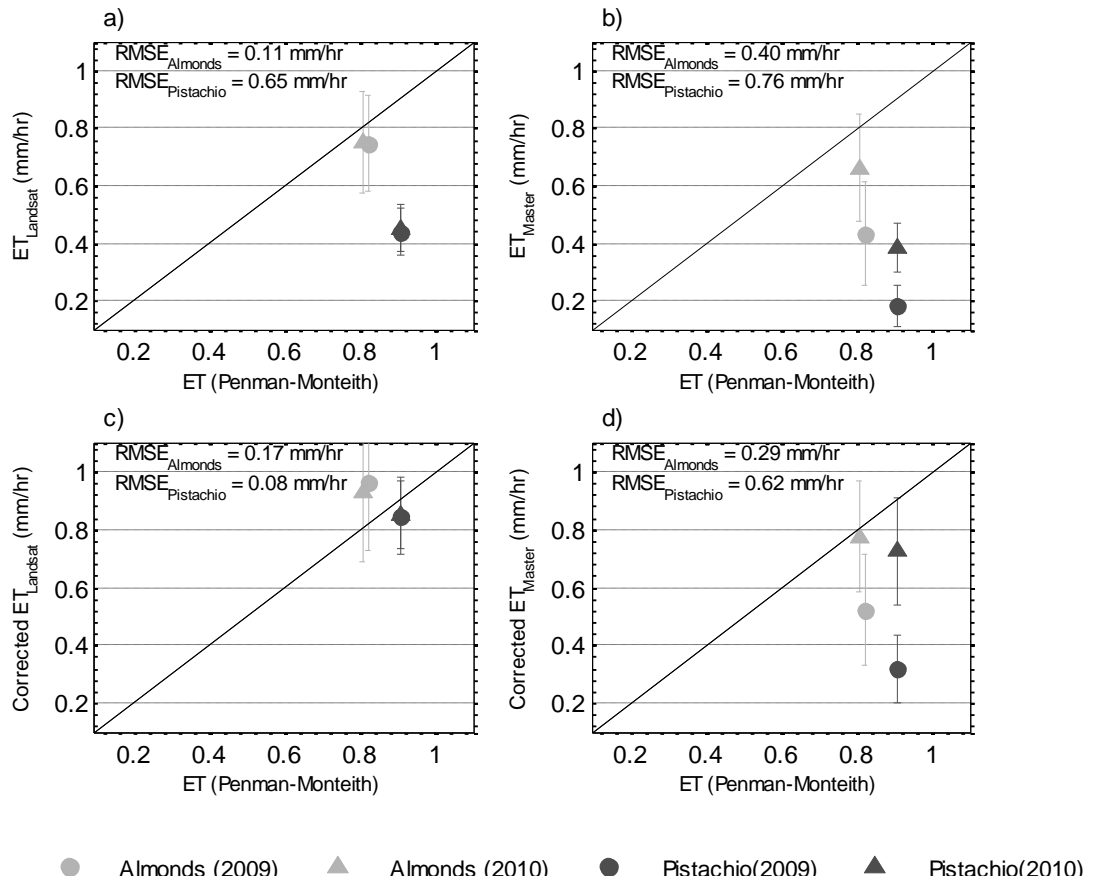 a)
RMSE_Almonds = 0.11 mm/hr
RMSE_Pistachio = 0.65 mm/hr
1
0.8
0.6
0.4
0.2
ET_Landsat (mm/hr)
0.2 0.4 0.6 0.8 1
ET (Penman-Monteith)
b)
RMSE_Almonds = 0.40 mm/hr
RMSE_Pistachio = 0.76 mm/hr
1
0.8
0.6
0.4
0.2
ET_Master (mm/hr)
0.2 0.4 0.6 0.8 1
ET (Penman-Monteith)
c)
RMSE_Almonds = 0.17 mm/hr
RMSE_Pistachio = 0.08 mm/hr
1
0.8
0.6
0.4
0.2
Corrected ET_Landsat (mm/hr)
0.2 0.4 0.6 0.8 1
ET (Penman-Monteith)
d)
RMSE_Almonds = 0.29 mm/hr
RMSE_Pistachio = 0.62 mm/hr
1
0.8
0.6
0.4
0.2
Corrected ET_Master (mm/hr)
0.2 0.4 0.6 0.8 1
ET (Penman-Monteith)
Almonds (2009) Almonds (2010) Pistachio(2009) Pistachio(2010)